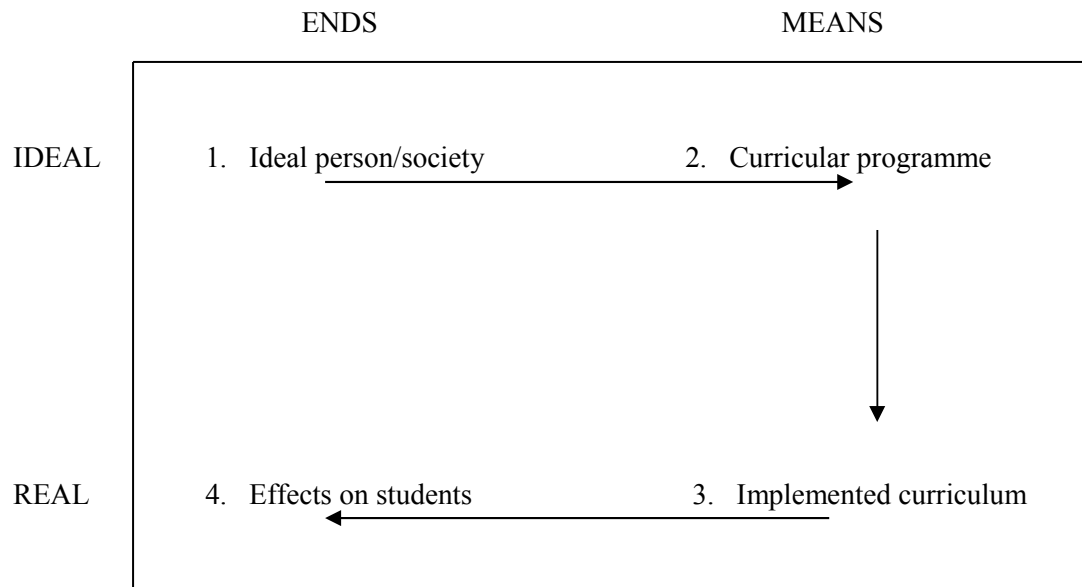 ENDS MEANS
IDEAL 1. Ideal person/society 2. Curricular programme
REAL 4. Effects on students 3. Implemented curriculum